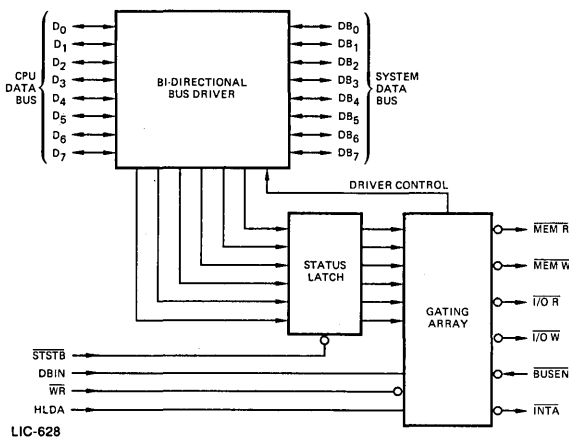 D₀
DB₀
D₁
DB₁
D₂
DB₂
CPU
DATA
BUS
D₃
BI-DIRECTIONAL
BUS DRIVER
DB₃
SYSTEM
DATA
BUS
D₄
DB₄
D₅
DB₅
D₆
DB₆
D₇
DB₇
DRIVER CONTROL
STATUS
LATCH
GATING
ARRAY
MEM R
MEM W
I/O R
I/O W
BUSEN
INTA
STSTB
DBIN
WR
HLDA
LIC-628